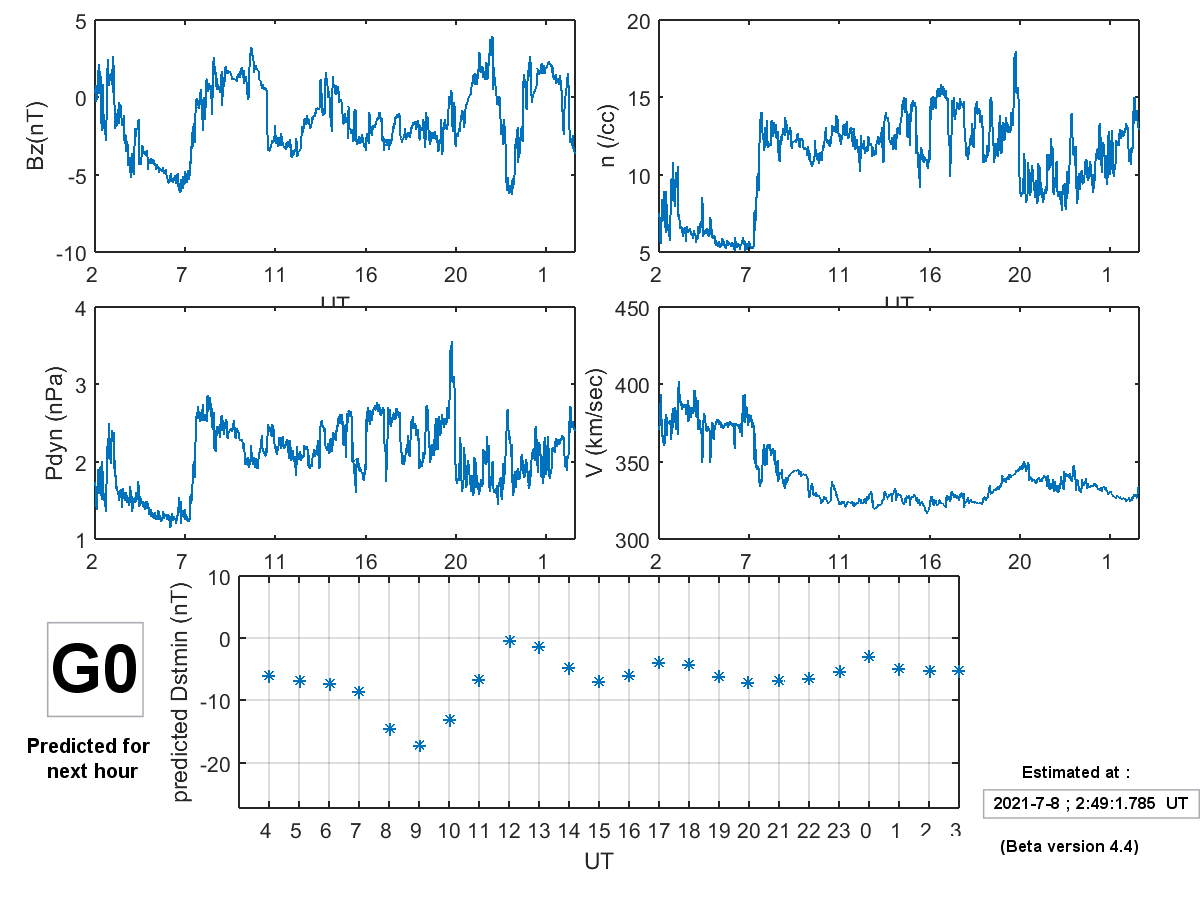 Bz(nT)
5
0
-5
-10
2 7 11 16 20 1
n (/cc)
20
15
10
5
2 7 11 16 20 1
UT
UT
Pdyn (nPa)
4
3
2
1
2 7 11 16 20 1
V (km/sec)
450
400
350
300
2 7 11 16 20 1
G0
Predicted for
next hour
predicted Dstmin (nT)
10
0
-10
-20
4 5 6 7 8 9 10 11 12 13 14 15 16 17 18 19 20 21 22 23 0 1 2 3
UT
Estimated at :
2021-7-8 ; 2:49:1.785 UT
(Beta version 4.4)